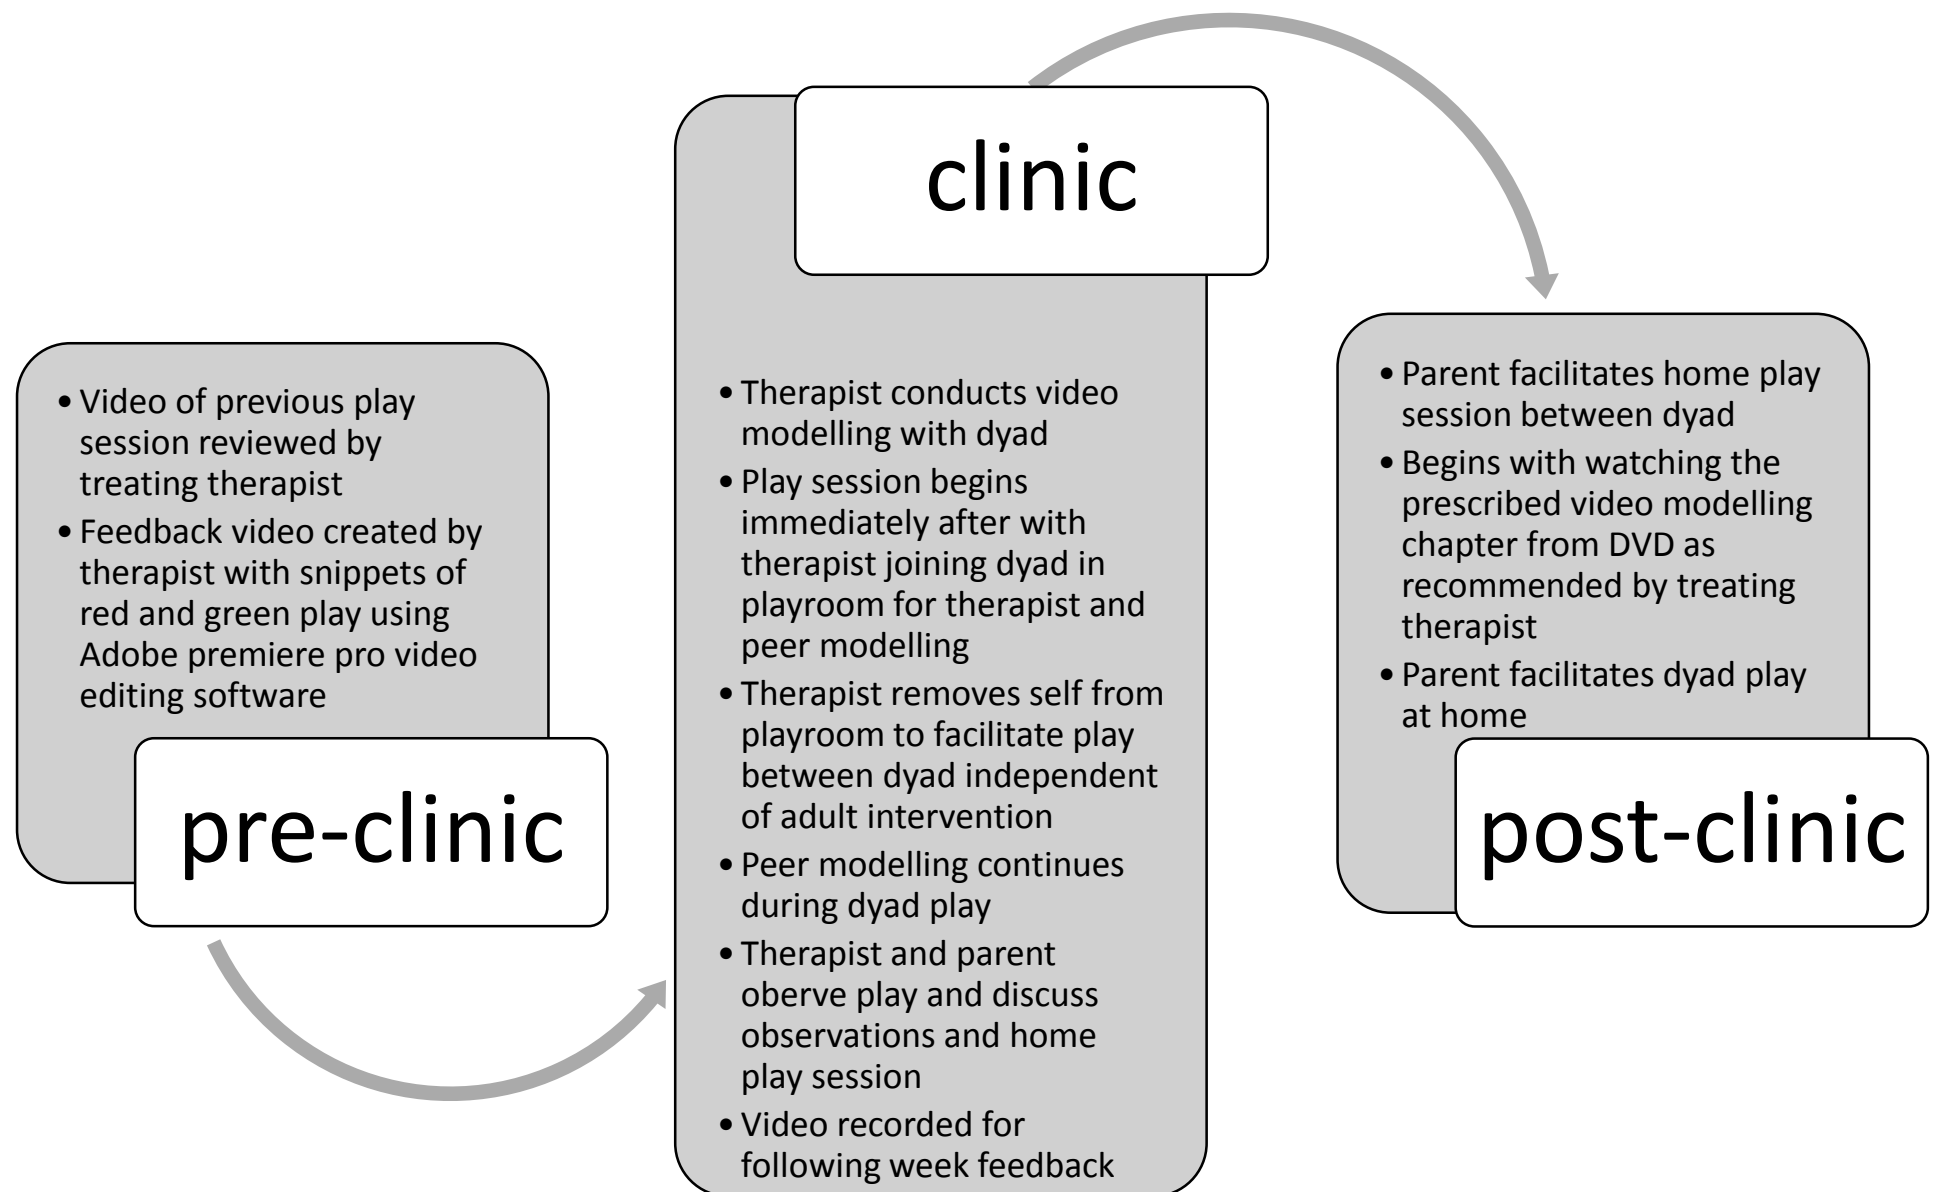 • Video of previous play
session reviewed by
treating therapist
• Feedback video created by
therapist with snippets of
red and green play using
Adobe premiere pro video
editing software
pre-clinic
clinic
• Therapist conducts video
modelling with dyad
• Play session begins
immediately after with
therapist joining dyad in
playroom for therapist and
peer modelling
• Therapist removes self from
playroom to facilitate play
between dyad independent
of adult intervention
• Peer modelling continues
during dyad play
• Therapist and parent
oberve play and discuss
observations and home
play session
• Video recorded for
following week feedback
• Parent facilitates home play
session between dyad
• Begins with watching the
prescribed video modelling
chapter from DVD as
recommended by treating
therapist
• Parent facilitates dyad play
at home
post-clinic